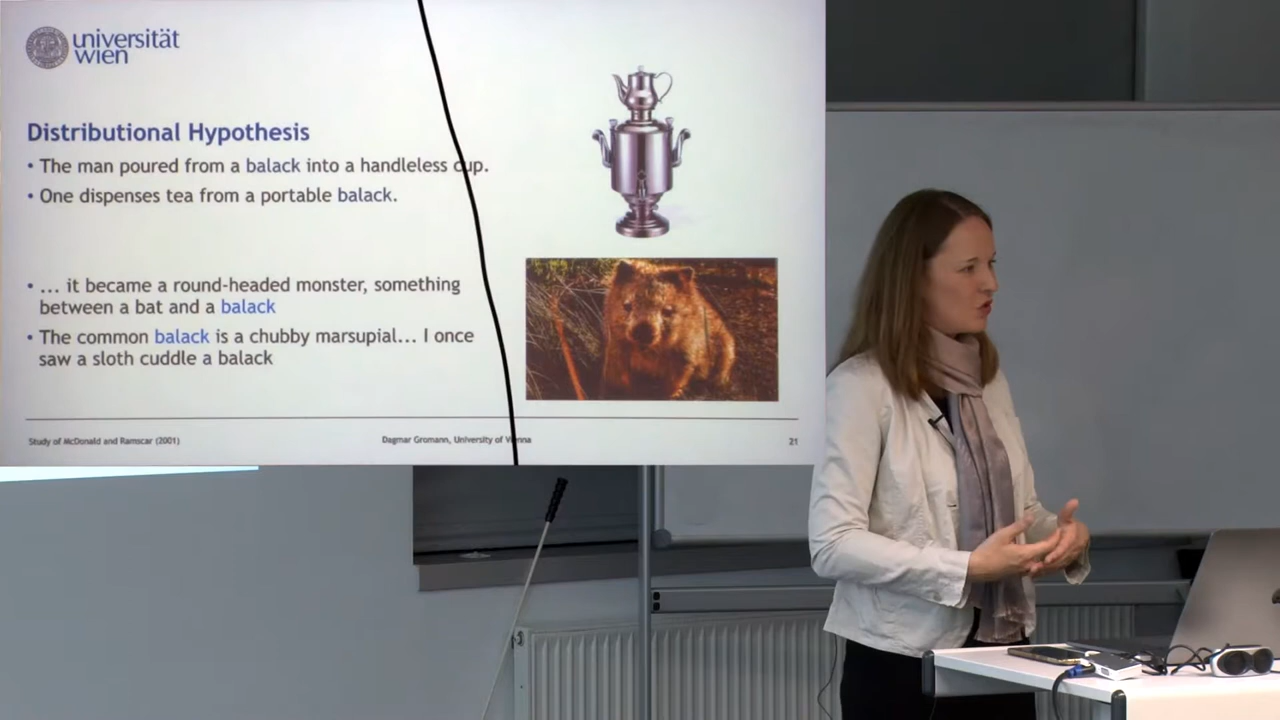 universität
wien
Distributional Hypothesis
• The man poured from a balack into a handleless cup.
• One dispenses tea from a portable balack.
• ... it became a round-headed monster, something
between a bat and a balack
• The common balack is a chubby marsupial... I once
saw a sloth cuddle a balack
Study of McDonald and Ramscar (2001)
Dagmar Gromann, University of Vienna
21